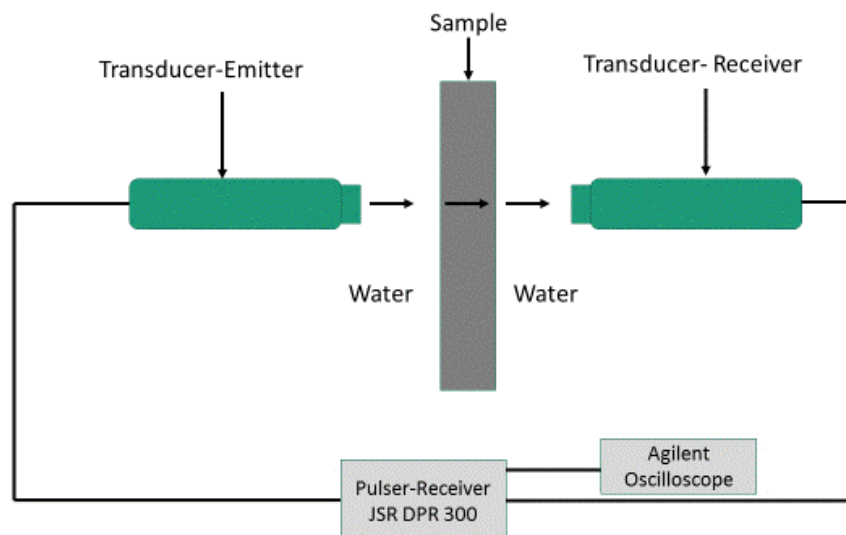 Sample
Transducer-Emitter
Transducer- Receiver
Water
Water
Agilent
Oscilloscope
Pulser-Receiver
JSR DPR 300